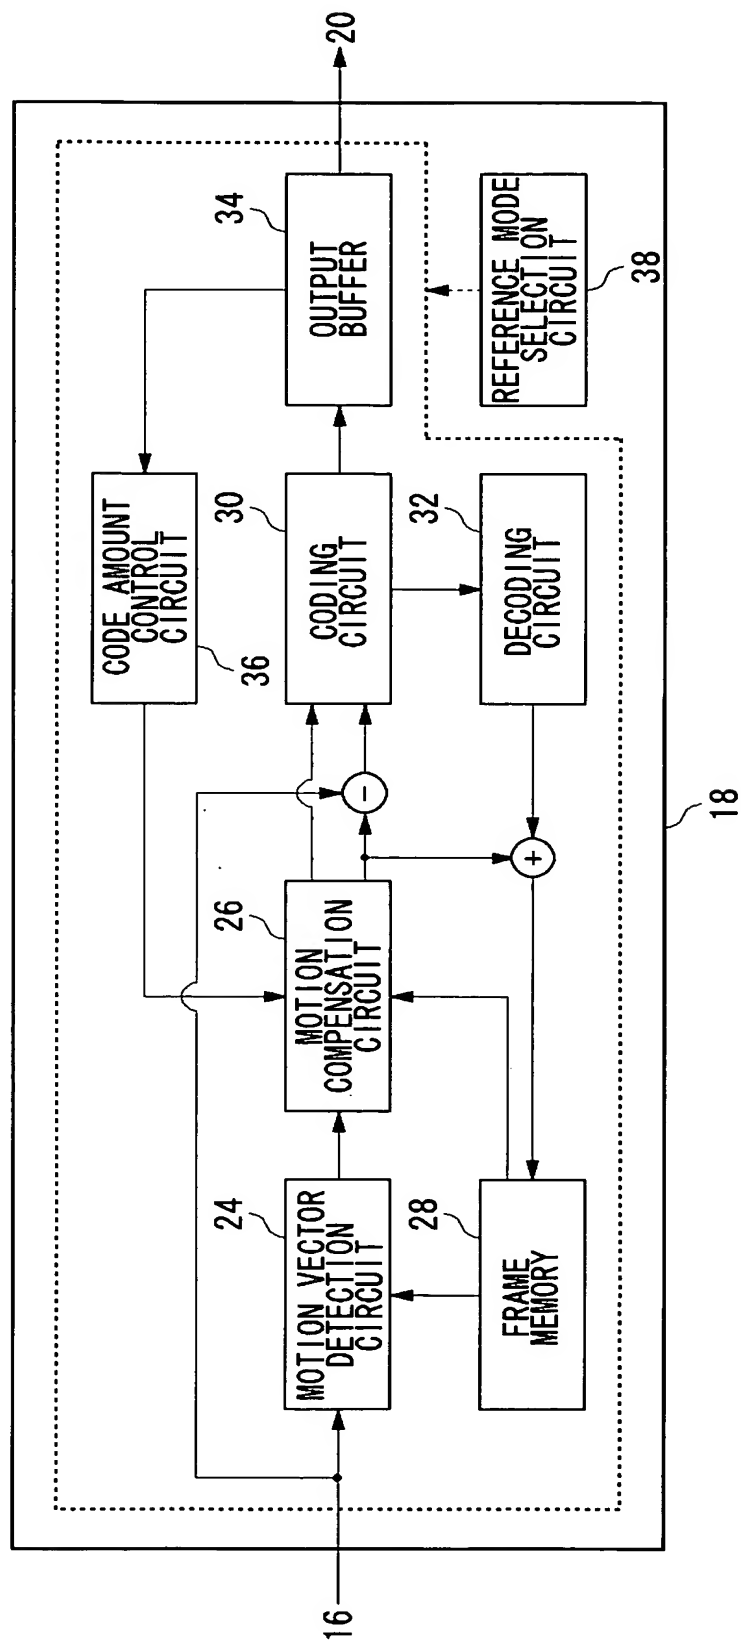 16
18
20
MOTION VECTOR
DETECTION
CIRCUIT
24
MOTION
COMPENSATION
CIRCUIT
26
FRAME
MEMORY
28
CODE AMOUNT
CONTROL
CIRCUIT
36
CODING
CIRCUIT
30
DECODING
CIRCUIT
32
OUTPUT
BUFFER
34
REFERENCE MODE
SELECTION
CIRCUIT
38
-
+